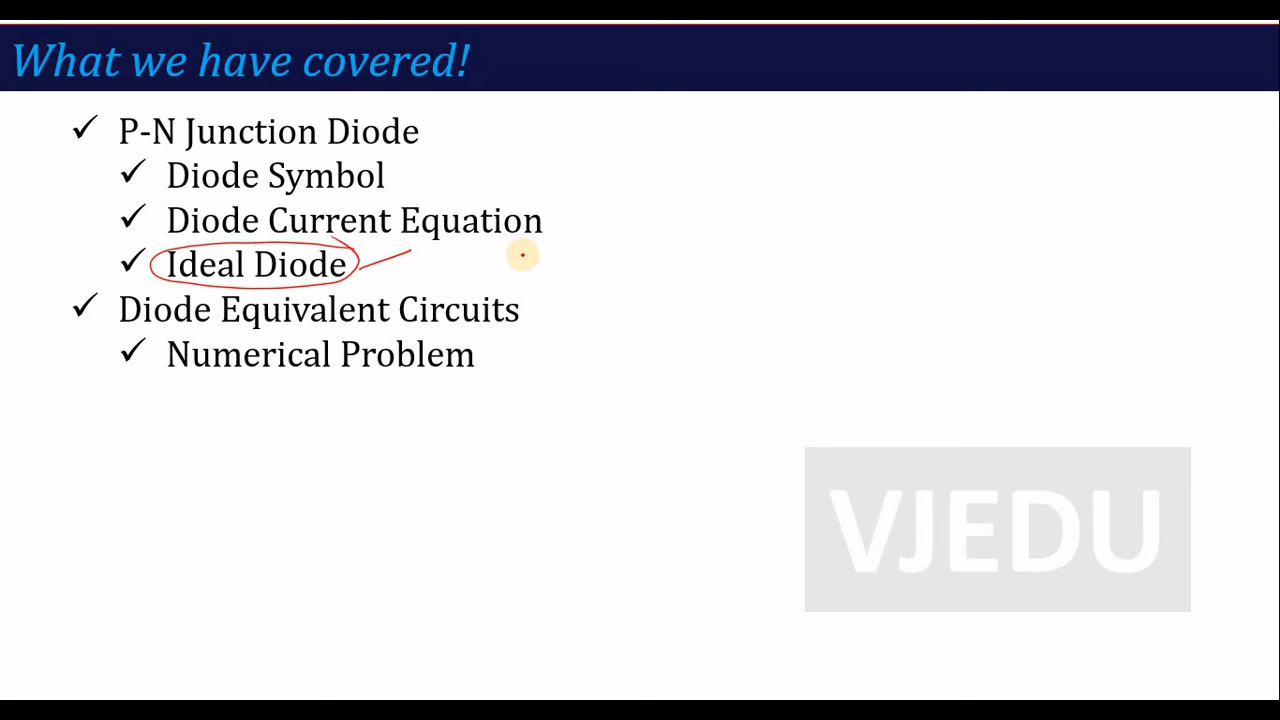 What we have covered!
✓ P-N Junction Diode
✓ Diode Symbol
✓ Diode Current Equation
✓ Ideal Diode
✓ Diode Equivalent Circuits
✓ Numerical Problem
VJEDU